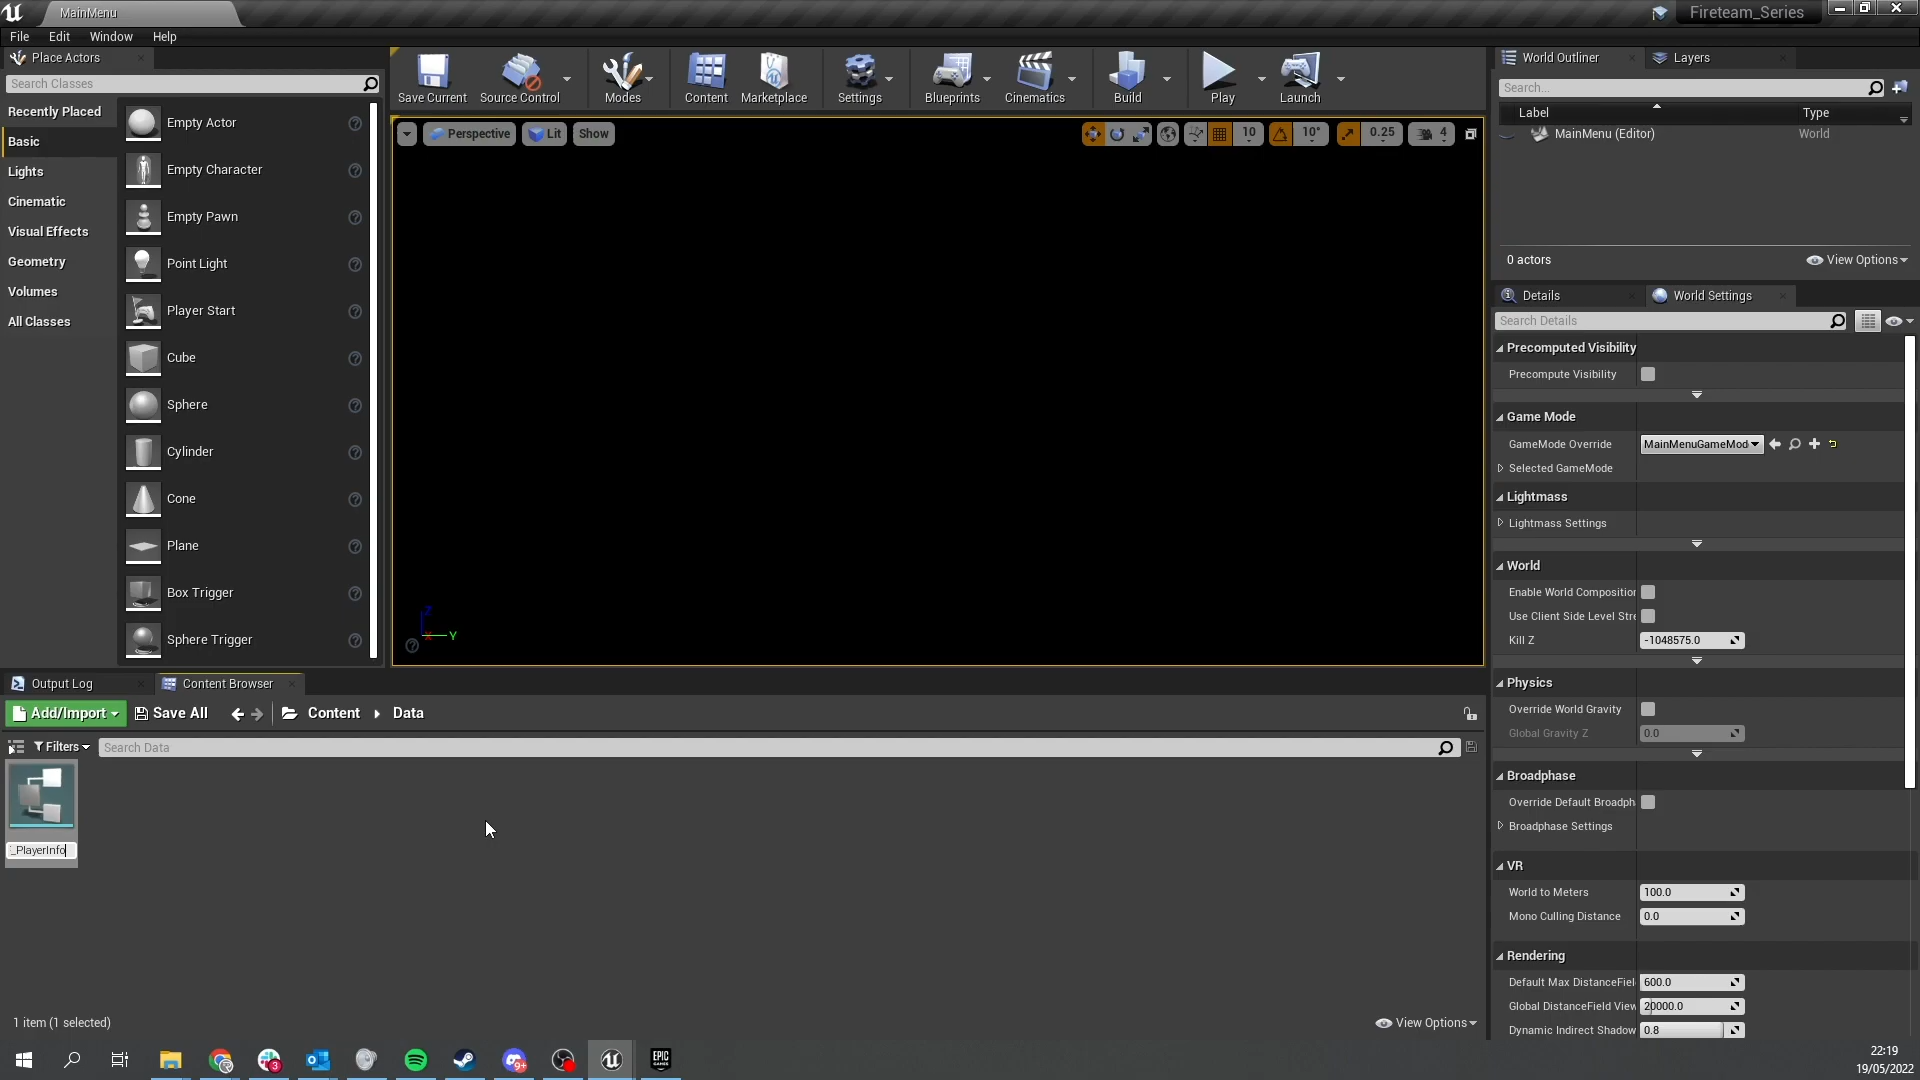 MainMenu
Fireteam_Series
File Edit Window Help
Place Actors
Search Classes
Recently Placed
Basic
Lights
Cinematic
Visual Effects
Geometry
Volumes
All Classes
Empty Actor
Empty Character
Empty Pawn
Point Light
Player Start
Cube
Sphere
Cylinder
Cone
Plane
Box Trigger
Sphere Trigger
Save Current
Source Control
Modes
Content
Marketplace
Settings
Blueprints
Cinematics
Build
Play
Launch
Perspective Lit Show
10 10° 0.25 4
Z
X Y
World Outliner Layers
Search...
Label Type
MainMenu (Editor) World
0 actors View Options
Details World Settings
Search Details
Precomputed Visibility
Precompute Visibility
Game Mode
GameMode Override MainMenuGameMod
Selected GameMode
Lightmass
Lightmass Settings
World
Enable World Composition
Use Client Side Level Stre
Kill Z -1048575.0
Physics
Override World Gravity
Global Gravity Z 0.0
Broadphase
Override Default Broadph
Broadphase Settings
VR
World to Meters 100.0
Mono Culling Distance 0.0
Rendering
Default Max DistanceFiel 600.0
Global DistanceField View 20000.0
Dynamic Indirect Shadow 0.8
Output Log Content Browser
Add/Import Save All Content Data
Filters Search Data
_PlayerInfo
1 item (1 selected) View Options
3
9+
EPIC
GAMES
22:19
19/05/2022